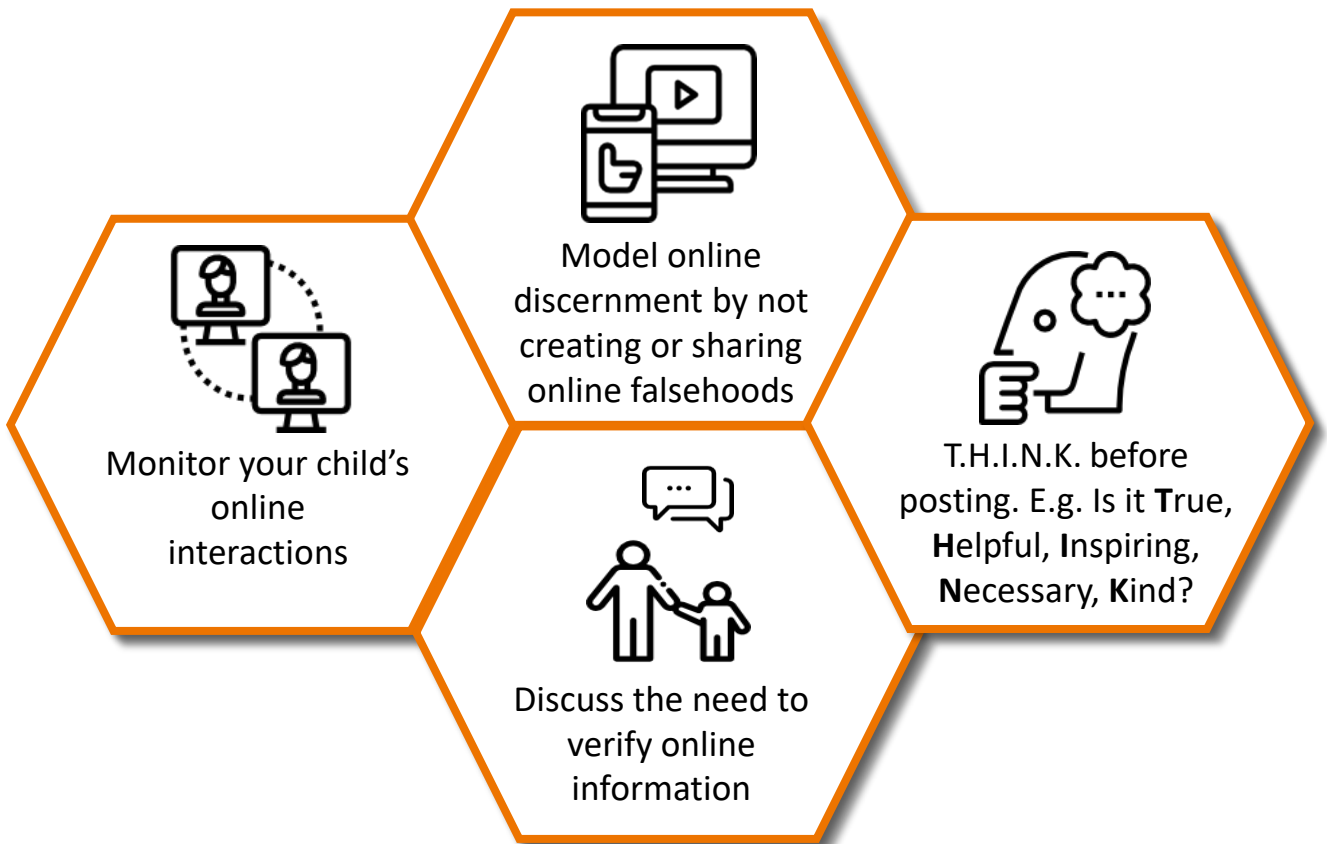 Model online
discernment by not
creating or sharing
online falsehoods
Monitor your child’s
online
interactions
T.H.I.N.K. before
posting. E.g. Is it True,
Helpful, Inspiring,
Necessary, Kind?
Discuss the need to
verify online
information